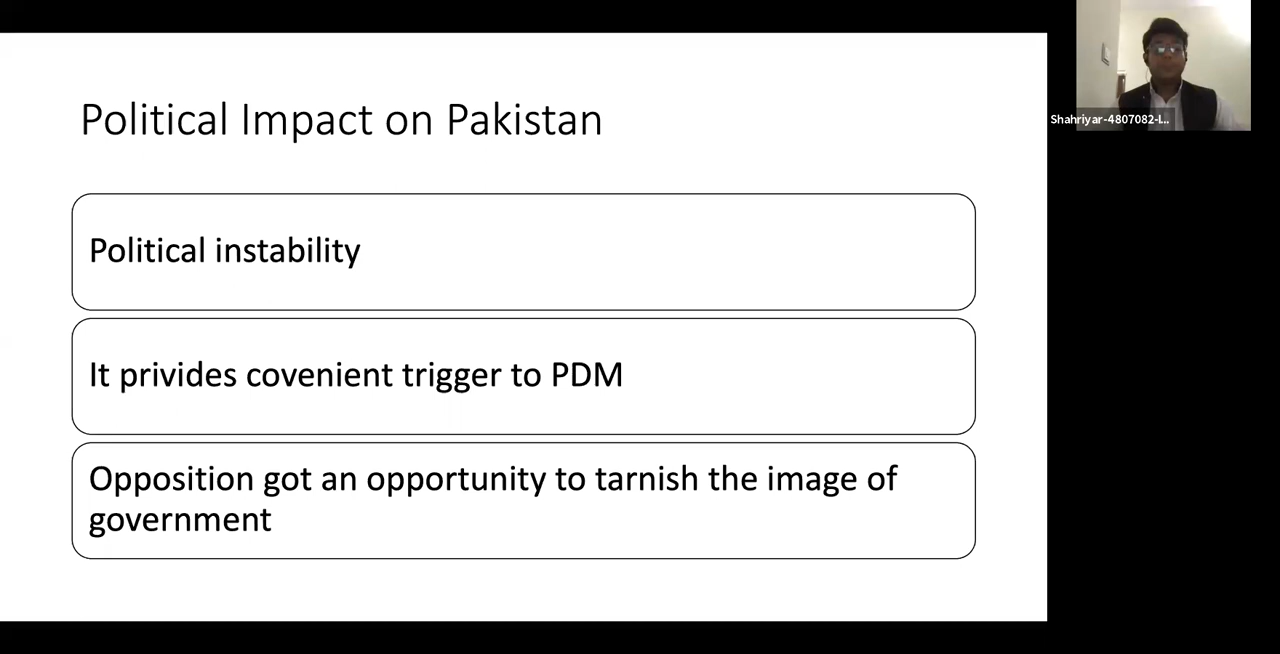 Political Impact on Pakistan
Political instability
It privides covenient trigger to PDM
Opposition got an opportunity to tarnish the image of
government
Shahriyar-4807082-I...